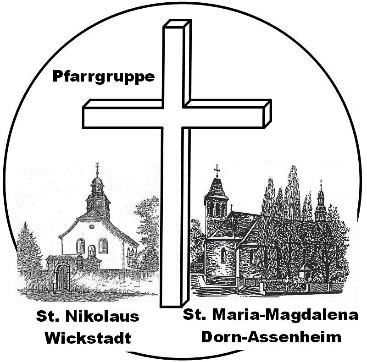 Pfarrgruppe
St. Nikolaus
Wickstadt
St. Maria-Magdalena
Dorn-Assenheim